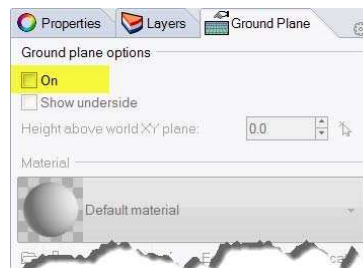 Properties Layers Ground Plane
Ground plane options
On
Show underside
Height above world XY plane: 0.0
Material
Default material